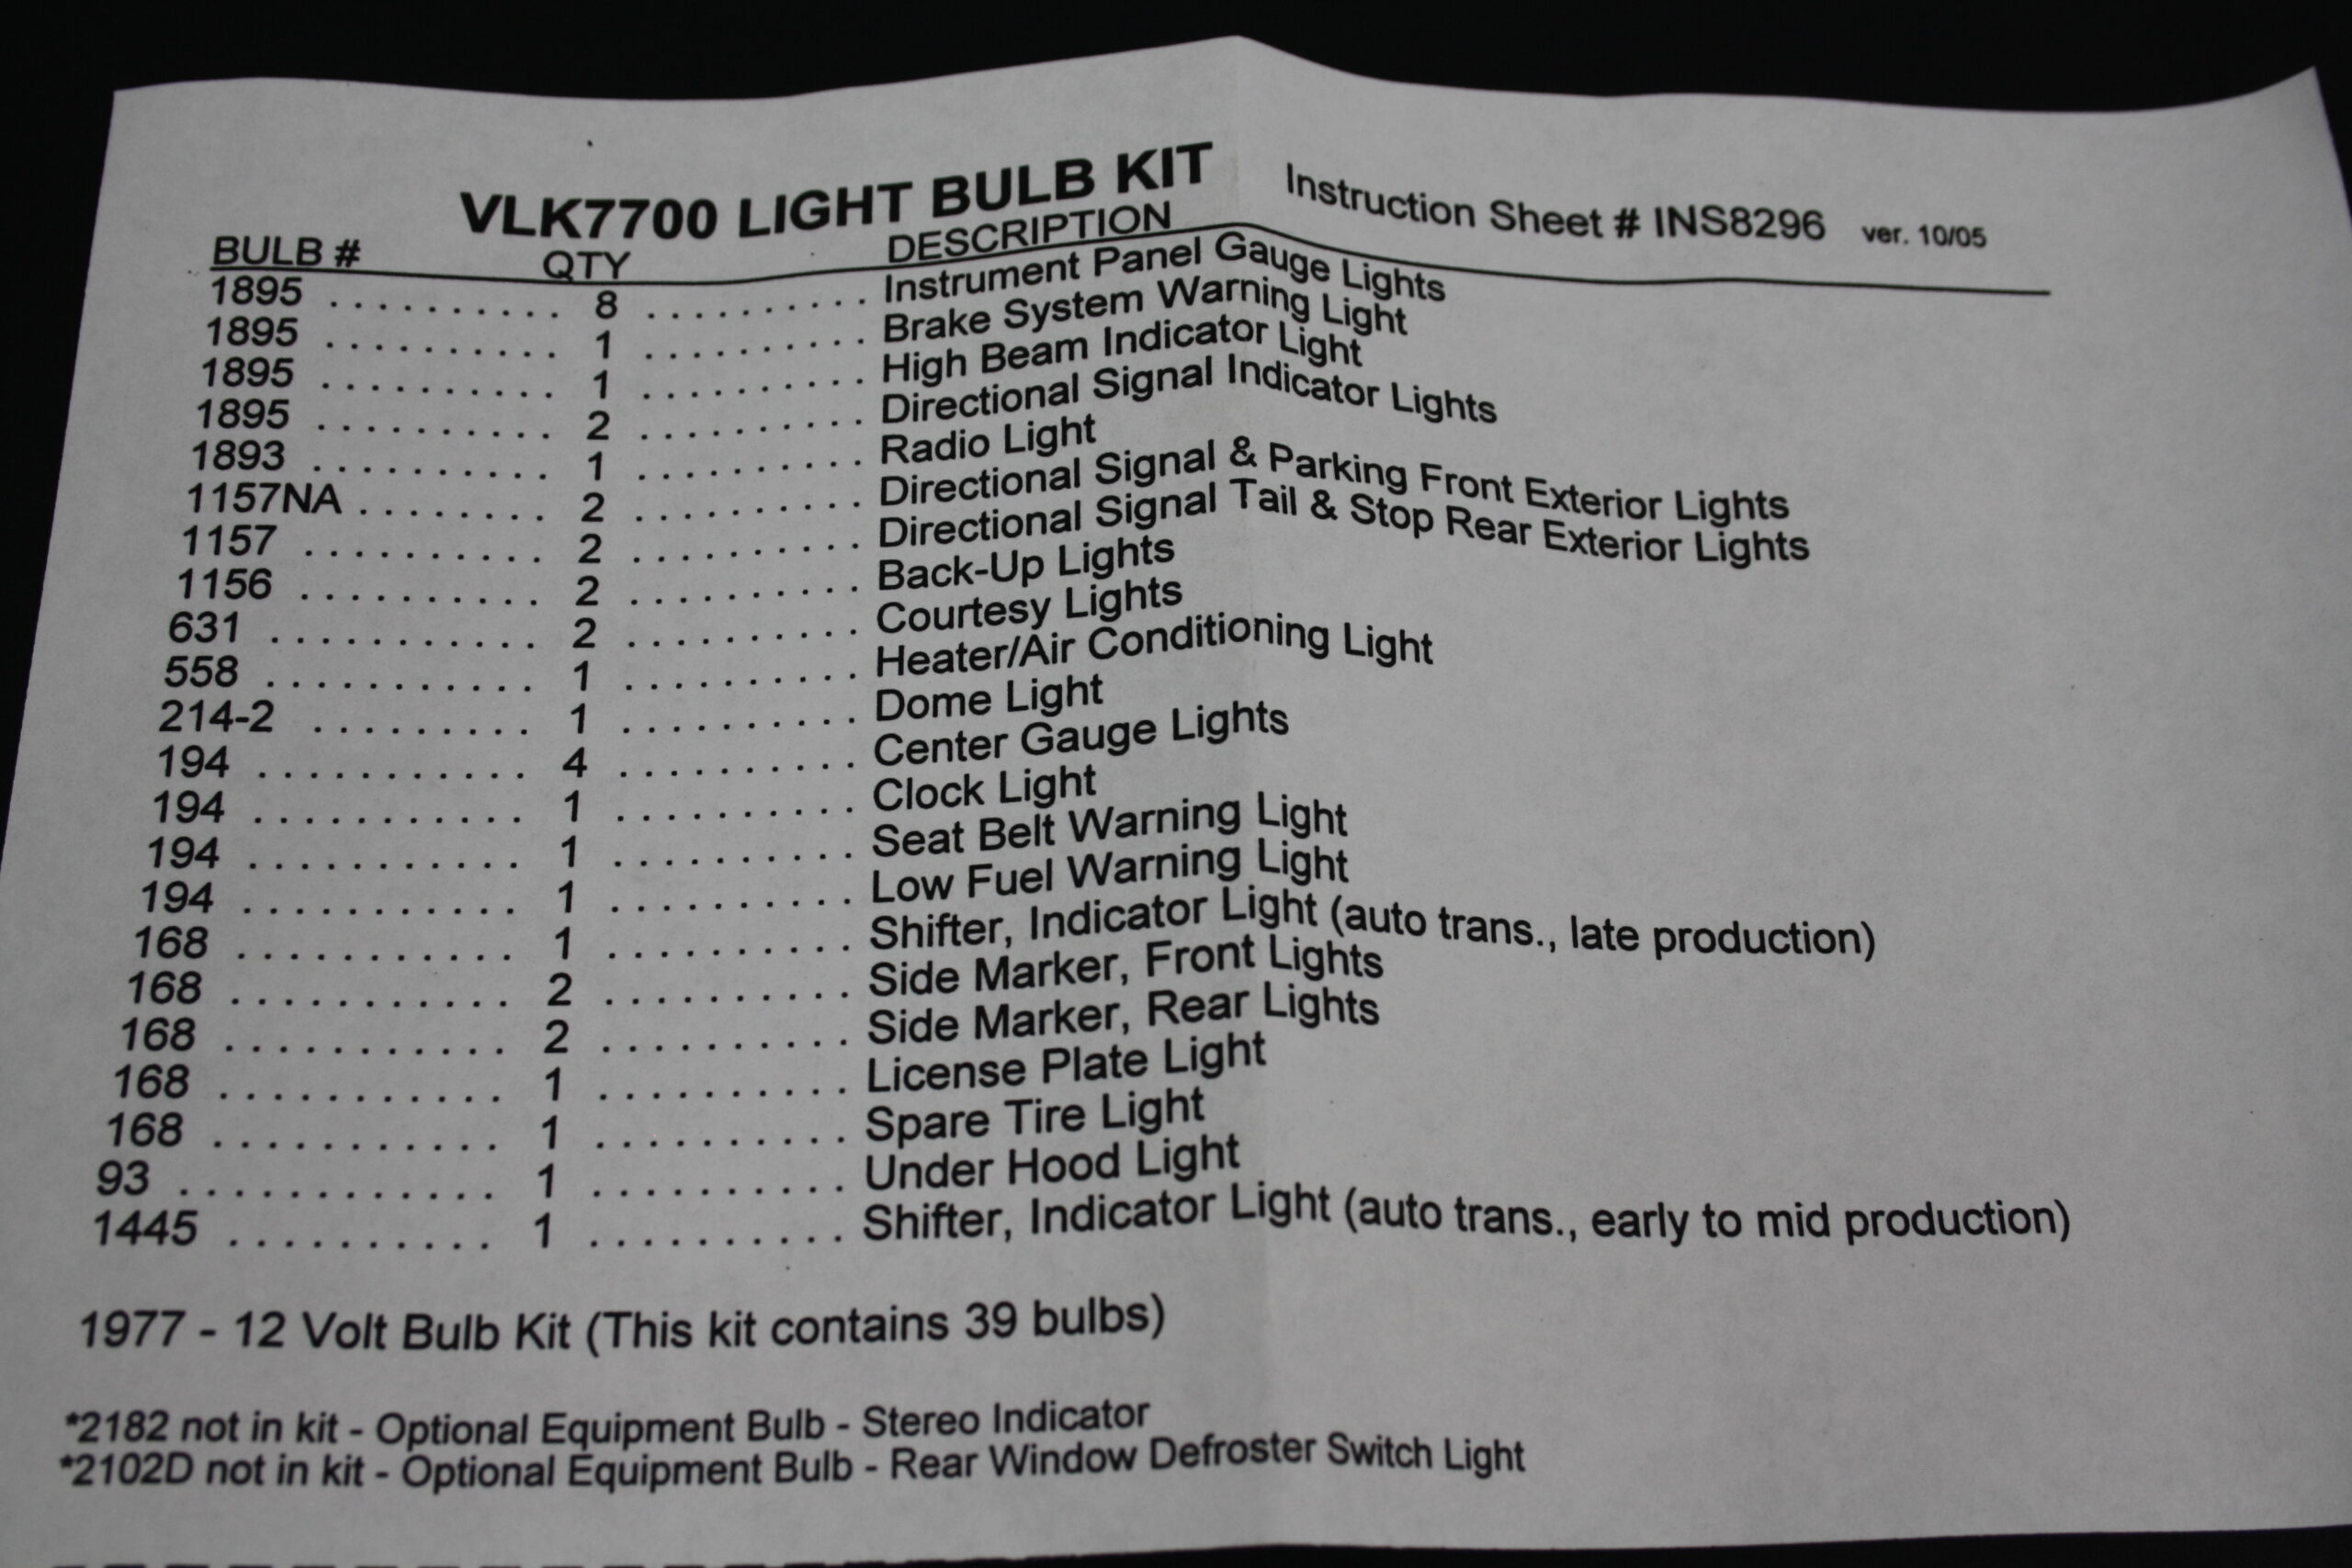 VLK7700 LIGHT BULB KIT Instruction Sheet # INS8296 ver. 10/05
BULB # QTY DESCRIPTION
1895 . . . . . . . . . . 8 . . . . . . . . . . Instrument Panel Gauge Lights
1895 . . . . . . . . . . 1 . . . . . . . . . . Brake System Warning Light
1895 . . . . . . . . . . 1 . . . . . . . . . . High Beam Indicator Light
1895 . . . . . . . . . . 2 . . . . . . . . . . Directional Signal Indicator Lights
1893 . . . . . . . . . . 1 . . . . . . . . . . Radio Light
1157NA . . . . . . . . 2 . . . . . . . . . . Directional Signal & Parking Front Exterior Lights
1157 . . . . . . . . . . 2 . . . . . . . . . . Directional Signal Tail & Stop Rear Exterior Lights
1156 . . . . . . . . . . 2 . . . . . . . . . . Back-Up Lights
631 . . . . . . . . . . . 2 . . . . . . . . . . Courtesy Lights
558 . . . . . . . . . . . 1 . . . . . . . . . . Heater/Air Conditioning Light
214-2 . . . . . . . . . 1 . . . . . . . . . . Dome Light
194 . . . . . . . . . . . 4 . . . . . . . . . . Center Gauge Lights
194 . . . . . . . . . . . 1 . . . . . . . . . . Clock Light
194 . . . . . . . . . . . 1 . . . . . . . . . . Seat Belt Warning Light
194 . . . . . . . . . . . 1 . . . . . . . . . . Low Fuel Warning Light
168 . . . . . . . . . . . 1 . . . . . . . . . . Shifter, Indicator Light (auto trans., late production)
168 . . . . . . . . . . . 2 . . . . . . . . . . Side Marker, Front Lights
168 . . . . . . . . . . . 2 . . . . . . . . . . Side Marker, Rear Lights
168 . . . . . . . . . . . 1 . . . . . . . . . . License Plate Light
168 . . . . . . . . . . . 1 . . . . . . . . . . Spare Tire Light
93 . . . . . . . . . . . . 1 . . . . . . . . . . Under Hood Light
1445 . . . . . . . . . . 1 . . . . . . . . . . Shifter, Indicator Light (auto trans., early to mid production)
1977 - 12 Volt Bulb Kit (This kit contains 39 bulbs)
*2182 not in kit - Optional Equipment Bulb - Stereo Indicator
*2102D not in kit - Optional Equipment Bulb - Rear Window Defroster Switch Light